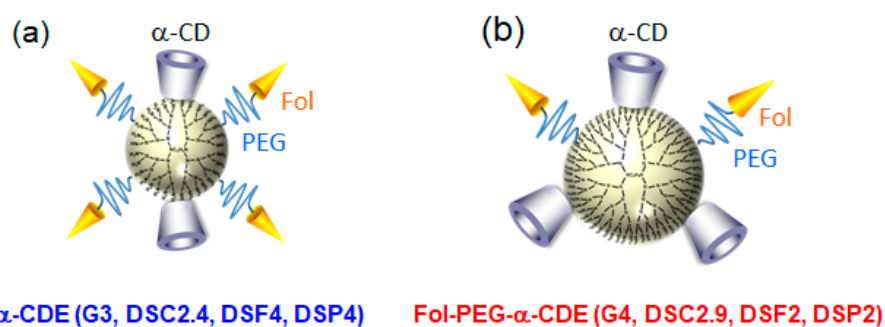 (a)
α-CD
Fol
PEG
(b)
α-CD
Fol
PEG
α-CDE (G3, DSC2.4, DSF4, DSP4)
Fol-PEG-α-CDE (G4, DSC2.9, DSF2, DSP2)